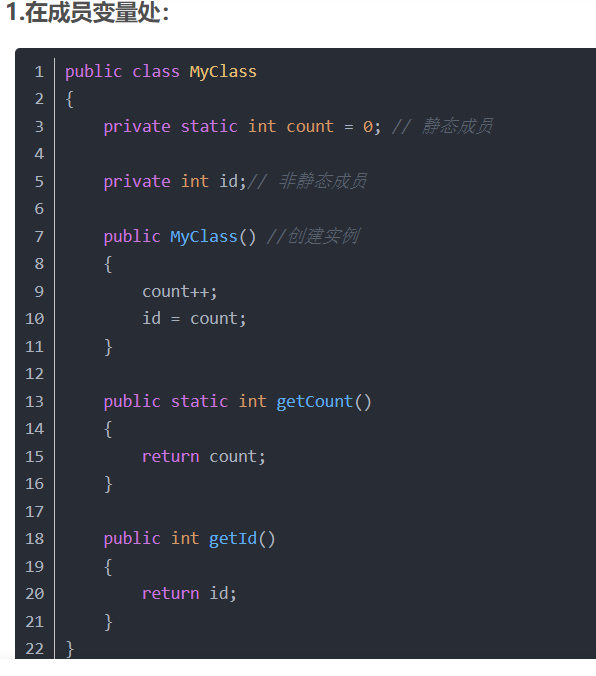 1.在成员变量处：
1 public class MyClass
2 {
3     private static int count = 0; // 静态成员
4
5     private int id;// 非静态成员
6
7     public MyClass() //创建实例
8     {
9         count++;
10         id = count;
11     }
12
13     public static int getCount()
14     {
15         return count;
16     }
17
18     public int getId()
19     {
20         return id;
21     }
22 }